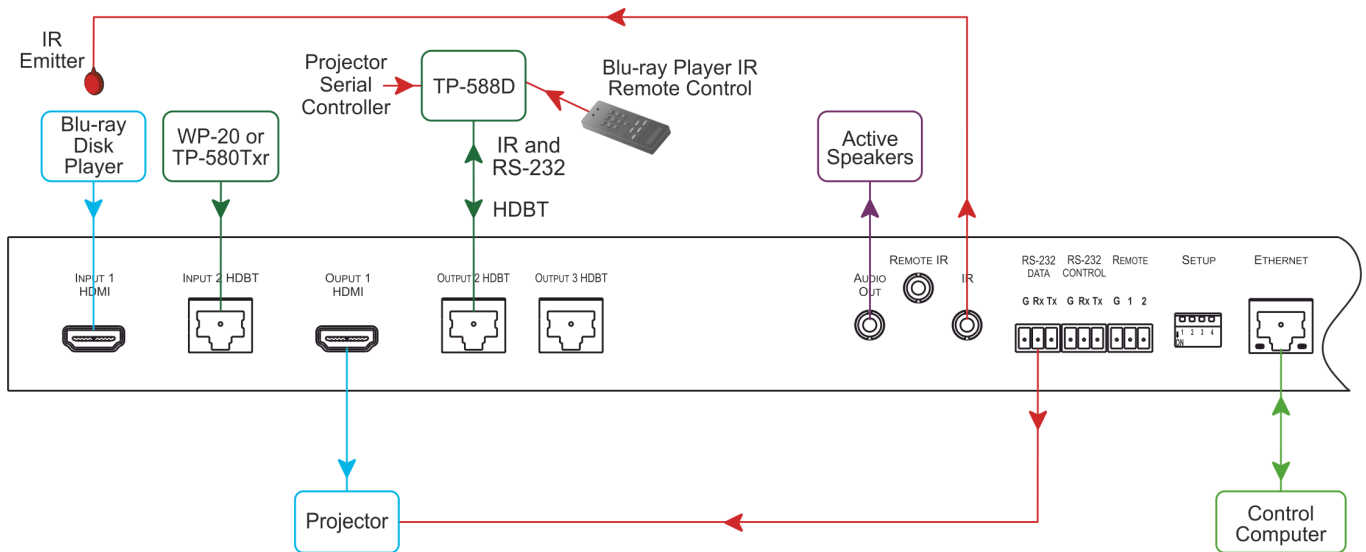 IR
Emitter
Projector
Serial
Controller
TP-588D
Blu-ray Player IR
Remote Control
Blu-ray
Disk
Player
WP-20 or
TP-580Txr
IR and
RS-232
HDBT
Active
Speakers
INPUT 1
HDMI
INPUT 2 HDBT
OUPUT 1
HDMI
OUTPUT 2 HDBT
OUTPUT 3 HDBT
AUDIO
OUT
REMOTE IR
IR
RS-232
DATA
G Rx Tx
RS-232
CONTROL
G Rx Tx
REMOTE
G 1 2
SETUP
1 2 3 4
ON
ETHERNET
Projector
Control
Computer